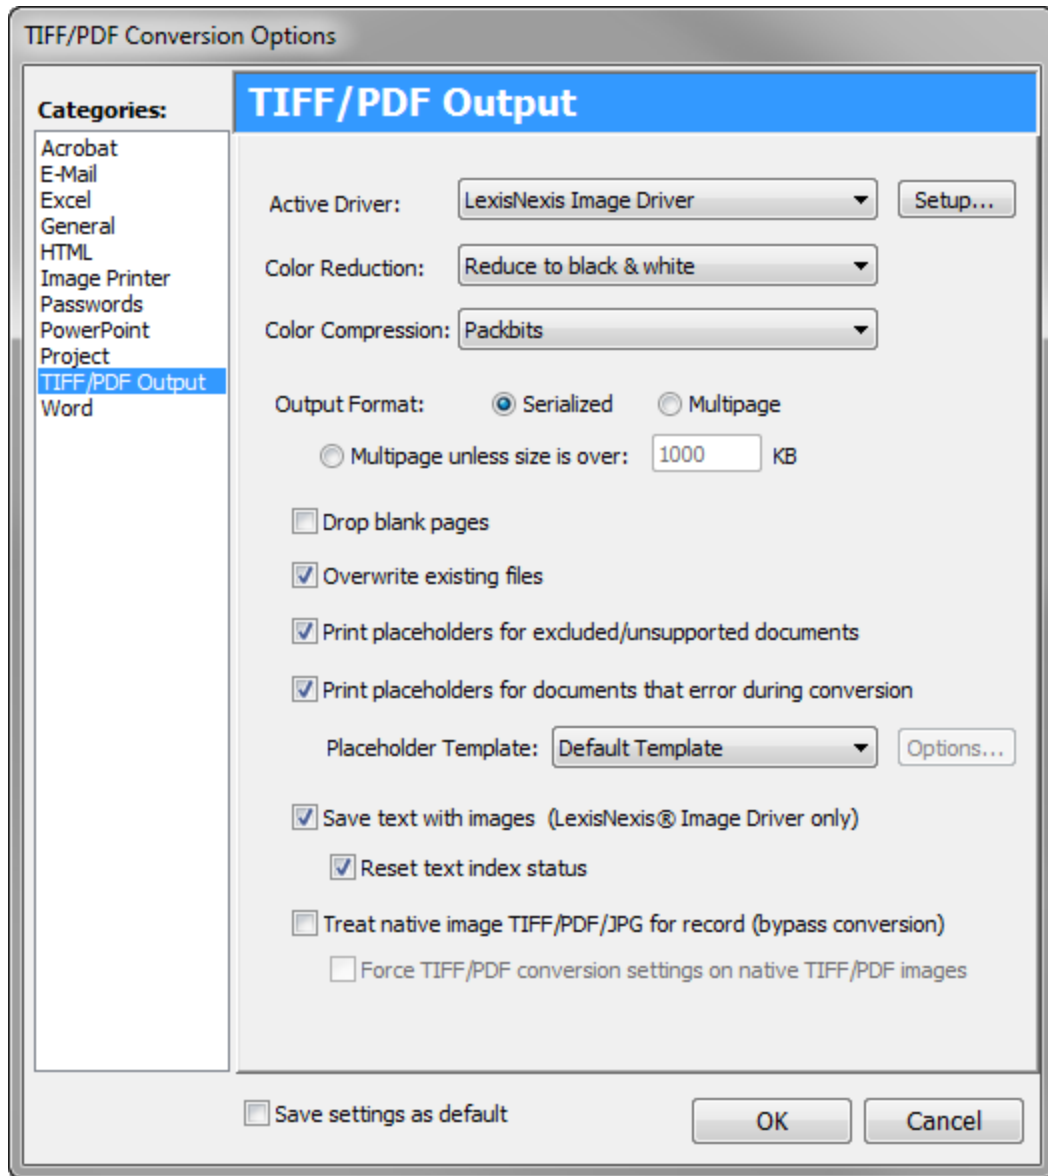 TIFF/PDF Conversion Options
Categories:
Acrobat
E-Mail
Excel
General
HTML
Image Printer
Passwords
PowerPoint
Project
TIFF/PDF Output
Word
TIFF/PDF Output
Active Driver: LexisNexis Image Driver Setup...
Color Reduction: Reduce to black & white
Color Compression: Packbits
Output Format: Serialized Multipage
Multipage unless size is over: 1000 KB
Drop blank pages
Overwrite existing files
Print placeholders for excluded/unsupported documents
Print placeholders for documents that error during conversion
Placeholder Template: Default Template Options...
Save text with images (LexisNexis® Image Driver only)
Reset text index status
Treat native image TIFF/PDF/JPG for record (bypass conversion)
Force TIFF/PDF conversion settings on native TIFF/PDF images
Save settings as default OK Cancel